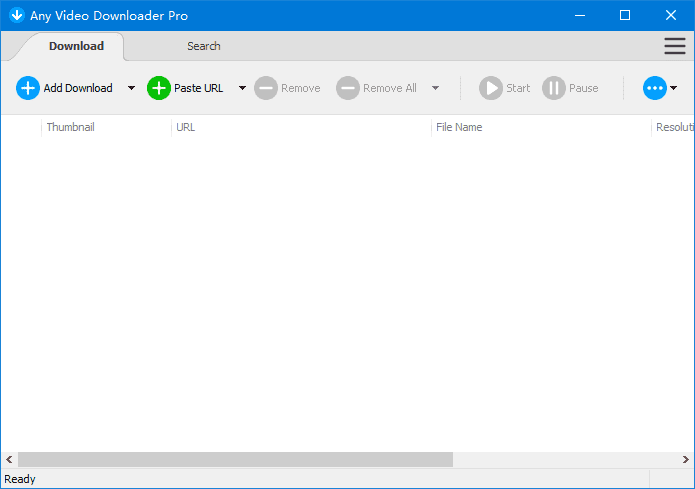 Any Video Downloader Pro
Download Search
Add Download Paste URL Remove Remove All Start Pause
Thumbnail URL File Name Resoluti
Ready